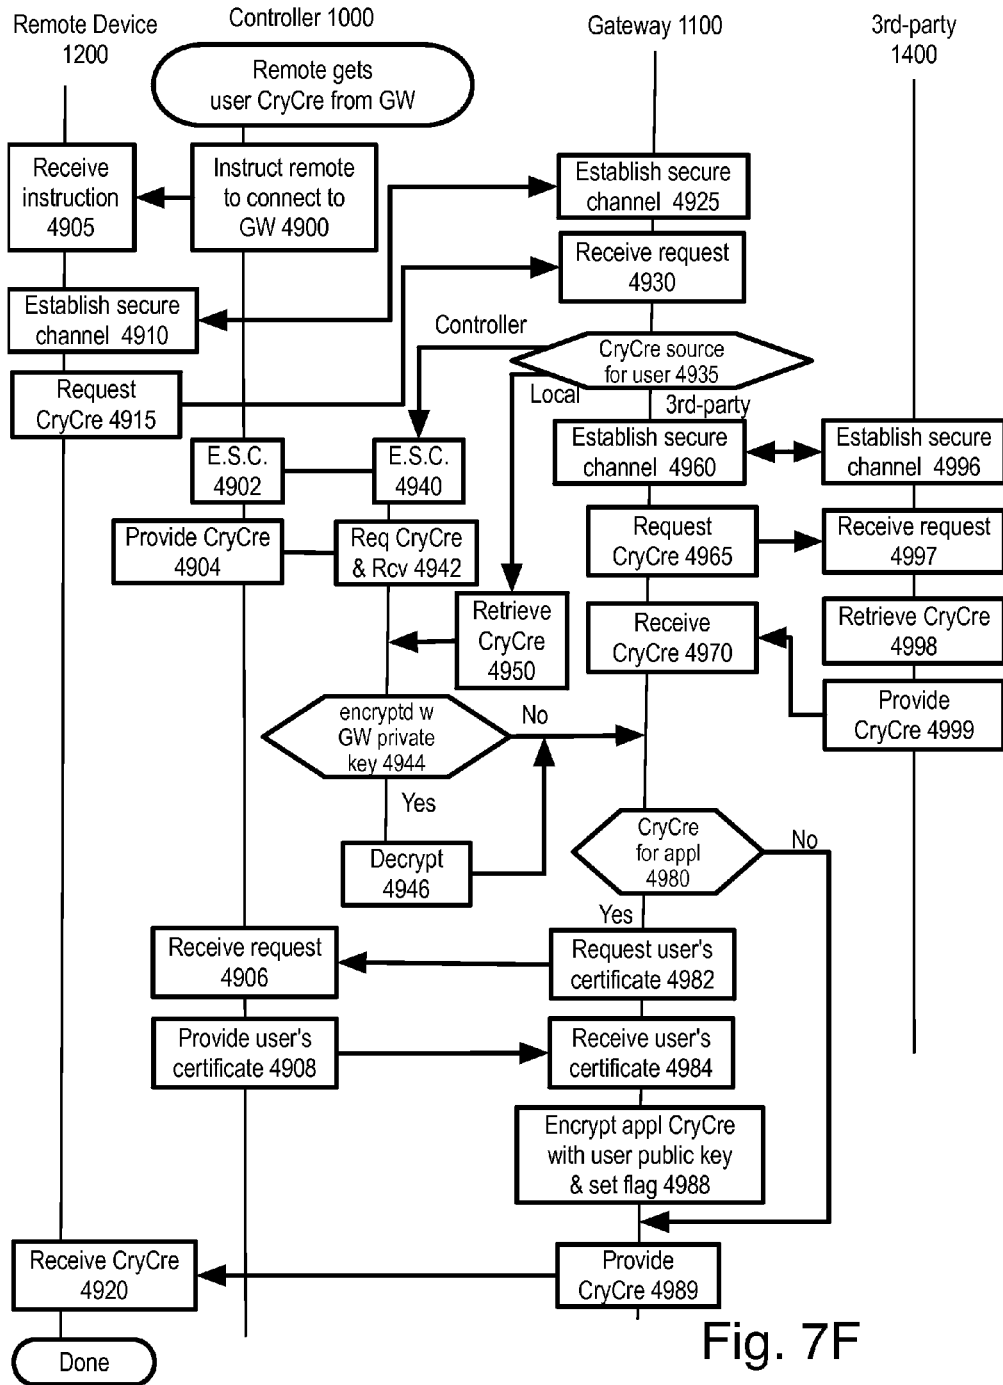 Remote Device
1200
Controller 1000
Gateway 1100
3rd-party
1400
Remote gets
user CryCre from GW
Receive
instruction
4905
Instruct remote
to connect to
GW 4900
Establish secure
channel 4925
Receive request
4930
Establish secure
channel 4910
Controller
CryCre source
for user 4935
Request
CryCre 4915
Local
3rd-party
E.S.C.
4902
E.S.C.
4940
Establish secure
channel 4960
Establish secure
channel 4996
Provide CryCre
4904
Req CryCre
& Rcv 4942
Request
CryCre 4965
Receive request
4997
Retrieve
CryCre
4950
Receive
CryCre 4970
Retrieve CryCre
4998
encryptd w
GW private
key 4944
No
Provide
CryCre 4999
Yes
CryCre
for appl
4980
No
Decrypt
4946
Yes
Receive request
4906
Request user's
certificate 4982
Provide user's
certificate 4908
Receive user's
certificate 4984
Encrypt appl CryCre
with user public key
& set flag 4988
Receive CryCre
4920
Provide
CryCre 4989
Done
Fig. 7F